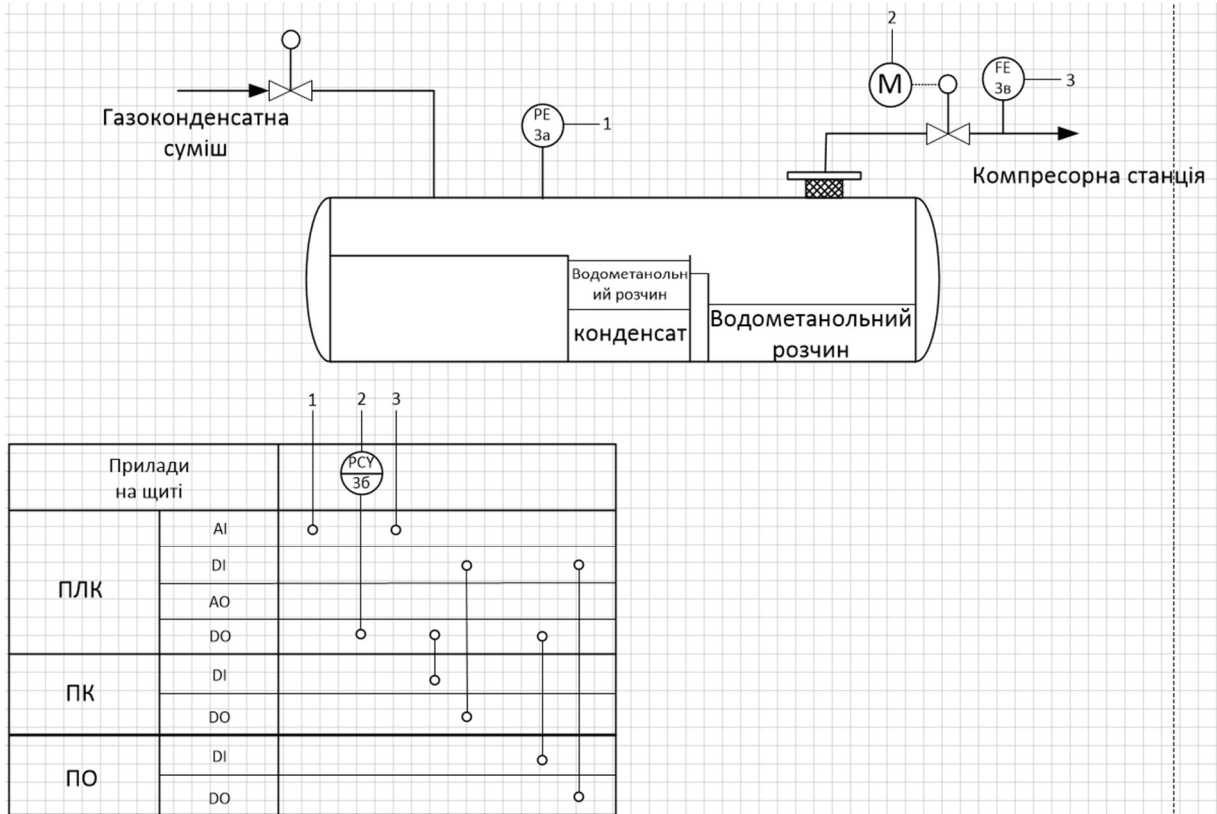 2
М
FE
3в
3
PE
3а
1
Газоконденсатна
суміш
Компресорна станція
Водометанольн
ий розчин
конденсат
Водометанольний
розчин
1
2
3
Прилади
на щиті
PCY
3б
ПЛК
AI
DI
AO
DO
ПК
DI
DO
ПО
DI
DO